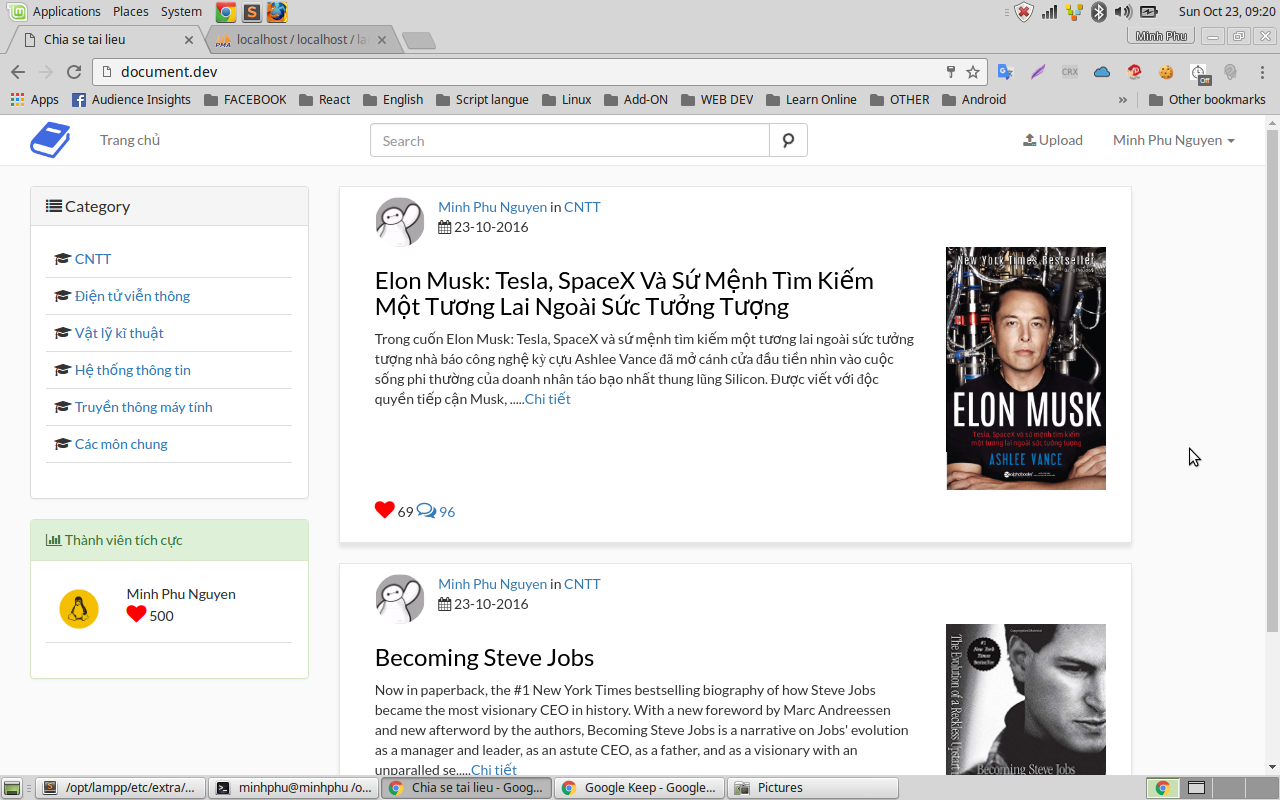 Applications Places System Sun Oct 23, 09:20
Chia se tai lieu localhost / localhost / la Minh Phu
document.dev CRX Off
Apps Audience Insights FACEBOOK React English Script langue Linux Add-ON WEB DEV Learn Online OTHER Android » Other bookmarks
Trang chủ Search Upload Minh Phu Nguyen
Category
CNTT
Điện tử viễn thông
Vật lý kĩ thuật
Hệ thống thông tin
Truyền thông máy tính
Các môn chung
Thành viên tích cực
Minh Phu Nguyen
500
Minh Phu Nguyen in CNTT
23-10-2016
Elon Musk: Tesla, SpaceX Và Sứ Mệnh Tìm Kiếm
Một Tương Lai Ngoài Sức Tưởng Tượng
Trong cuốn Elon Musk: Tesla, SpaceX và sứ mệnh tìm kiếm một tương lai ngoài sức tưởng
tượng nhà báo công nghệ kỳ cựu Ashlee Vance đã mở cánh cửa đầu tiền nhìn vào cuộc
sống phi thường của doanh nhân táo bạo nhất thung lũng Silicon. Được viết với độc
quyền tiếp cận Musk, .....Chi tiết
New York Times Bestseller
ELON MUSK
Tesla, SpaceX và sứ mệnh tìm kiếm
một tương lai ngoài sức tưởng tượng
ASHLEE VANCE
69 96
Minh Phu Nguyen in CNTT
23-10-2016
Becoming Steve Jobs
Now in paperback, the #1 New York Times bestselling biography of how Steve Jobs
became the most visionary CEO in history. With a new foreword by Marc Andreessen
and new afterword by the authors, Becoming Steve Jobs is a narrative on Jobs' evolution
as a manager and leader, as an astute CEO, as a father, and as a visionary with an
unparalled se.....Chi tiết
The Evolution of a Reckless Upstart
#1
New York
Times
Bestseller
Becoming Steve Jobs
/opt/lampp/etc/extra/... minhphu@minhphu /o... Chia se tai lieu - Goog... Google Keep - Google... Pictures